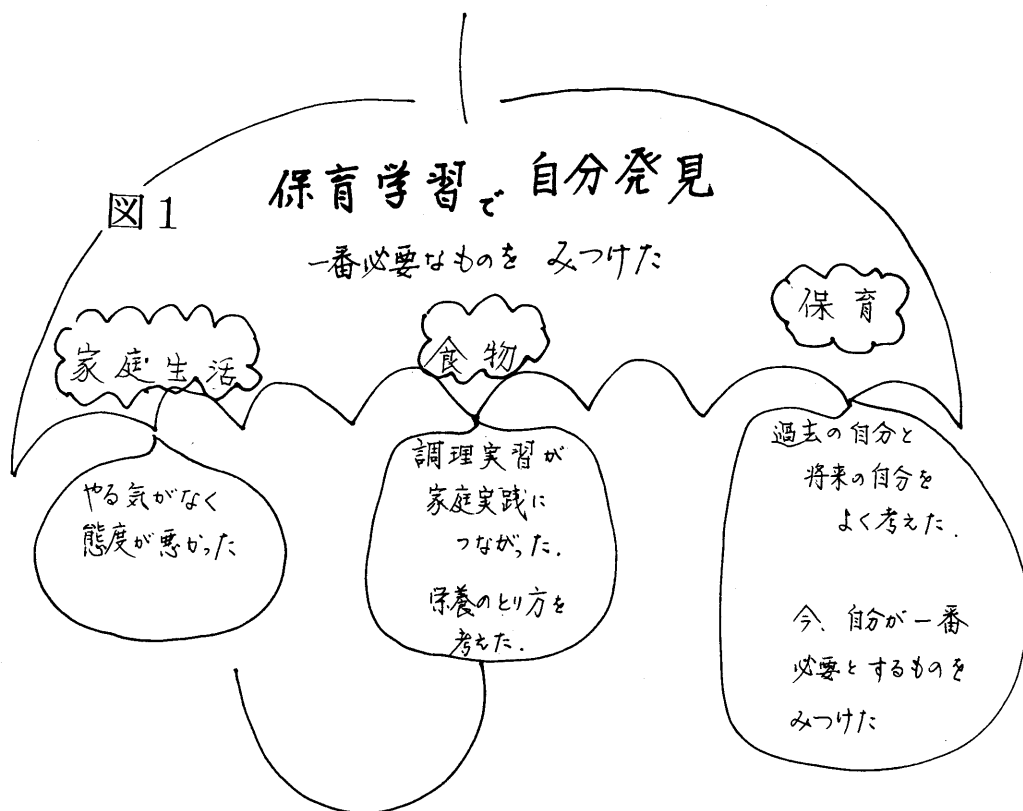 図1
保育学習で自分発見
一番必要なものを みつけた
家庭生活
食物
保育
やる気がなく
態度が悪かった
調理実習が
家庭実践に
つながった.
栄養のとり方を
考えた.
過去の自分と
将来の自分を
よく考えた.
今、自分が一番
必要とするものを
みつけた